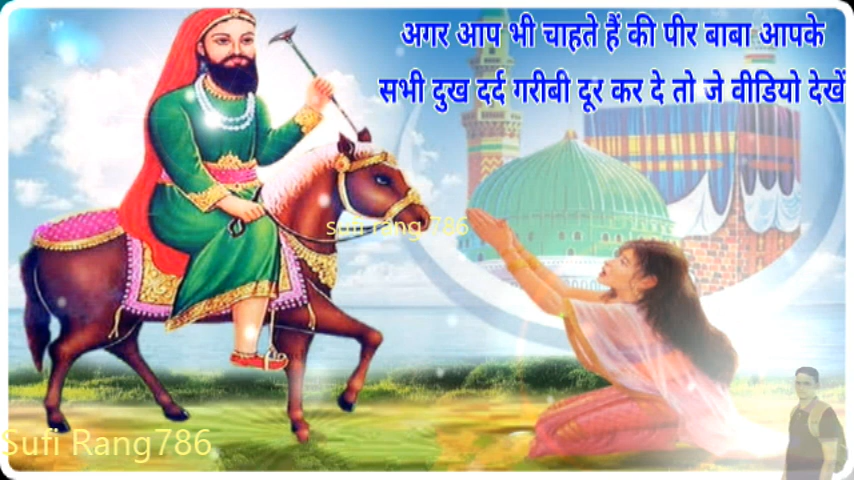 अगर आप भी चाहते हैं की पीर बाबा आपके
सभी दुख दर्द गरीबी दूर कर दे तो जे वीडियो देखें
sufi rang 786
Sufi Rang786